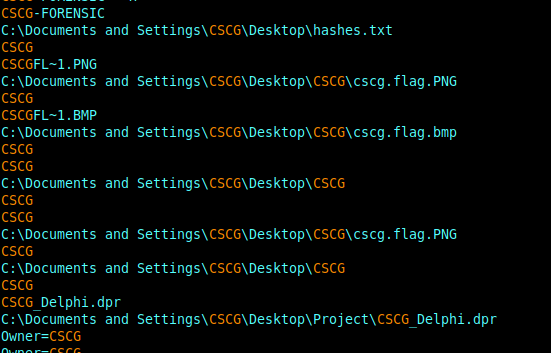 CSCG-FORENSIC
C:\Documents and Settings\CSCG\Desktop\hashes.txt
CSCG
CSCGFL~1.PNG
C:\Documents and Settings\CSCG\Desktop\CSCG\cscg.flag.PNG
CSCG
CSCGFL~1.BMP
C:\Documents and Settings\CSCG\Desktop\CSCG\cscg.flag.bmp
CSCG
CSCG
C:\Documents and Settings\CSCG\Desktop\CSCG
CSCG
CSCG
C:\Documents and Settings\CSCG\Desktop\CSCG\cscg.flag.PNG
CSCG
C:\Documents and Settings\CSCG\Desktop\CSCG
CSCG
CSCG_Delphi.dpr
C:\Documents and Settings\CSCG\Desktop\Project\CSCG_Delphi.dpr
Owner=CSCG
Owner=CSCG